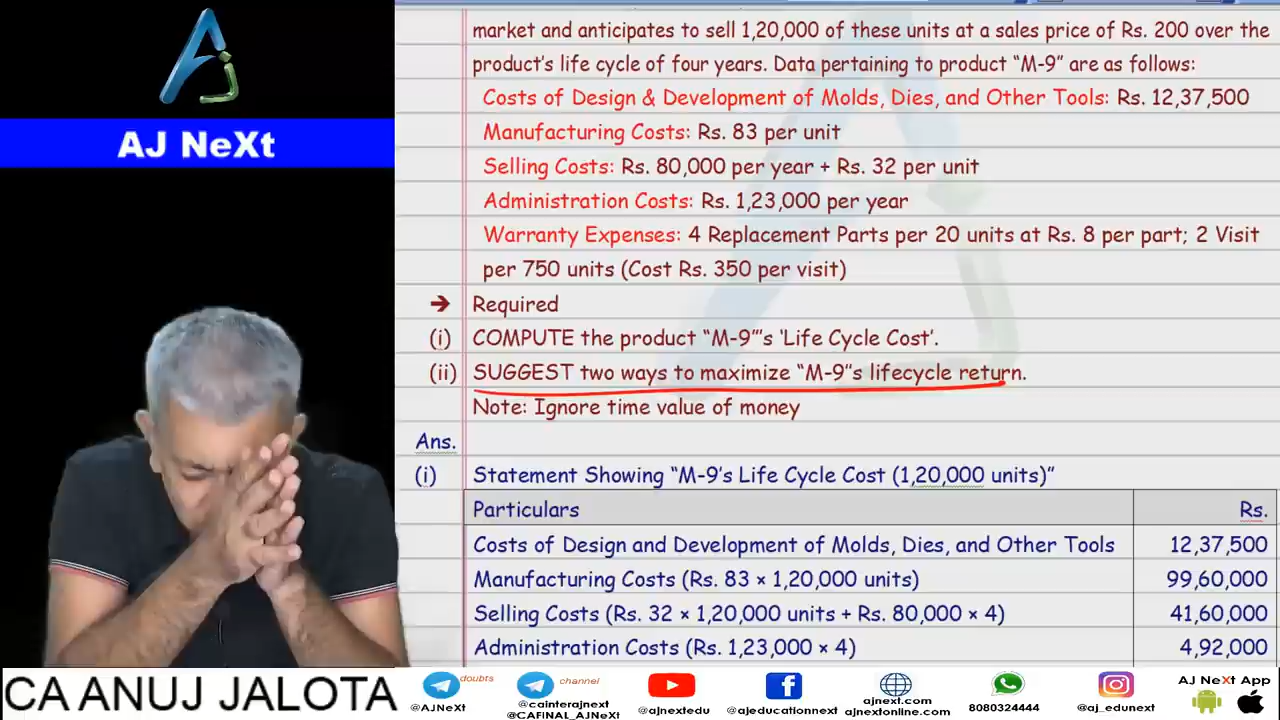 AJ NeXt
market and anticipates to sell 1,20,000 of these units at a sales price of Rs. 200 over the
product's life cycle of four years. Data pertaining to product “M-9” are as follows:
Costs of Design & Development of Molds, Dies, and Other Tools: Rs. 12,37,500
Manufacturing Costs: Rs. 83 per unit
Selling Costs: Rs. 80,000 per year + Rs. 32 per unit
Administration Costs: Rs. 1,23,000 per year
Warranty Expenses: 4 Replacement Parts per 20 units at Rs. 8 per part; 2 Visit
per 750 units (Cost Rs. 350 per visit)
➔ Required
(i) COMPUTE the product “M-9”'s ‘Life Cycle Cost’.
(ii) SUGGEST two ways to maximize “M-9”s lifecycle return.
Note: Ignore time value of money
Ans.
(i) Statement Showing “M-9's Life Cycle Cost (1,20,000 units)”
Particulars Rs.
Costs of Design and Development of Molds, Dies, and Other Tools 12,37,500
Manufacturing Costs (Rs. 83 × 1,20,000 units) 99,60,000
Selling Costs (Rs. 32 × 1,20,000 units + Rs. 80,000 × 4) 41,60,000
Administration Costs (Rs. 1,23,000 × 4) 4,92,000
CA ANUJ JALOTA
doubts
@AJNeXt
channel
@cainterajnext
@CAFINAL_AJNeXt
@ajnextedu
@ajeducationnext
ajnext.com
ajnextonline.com
8080824444
@aj_edunext
AJ NeXt App